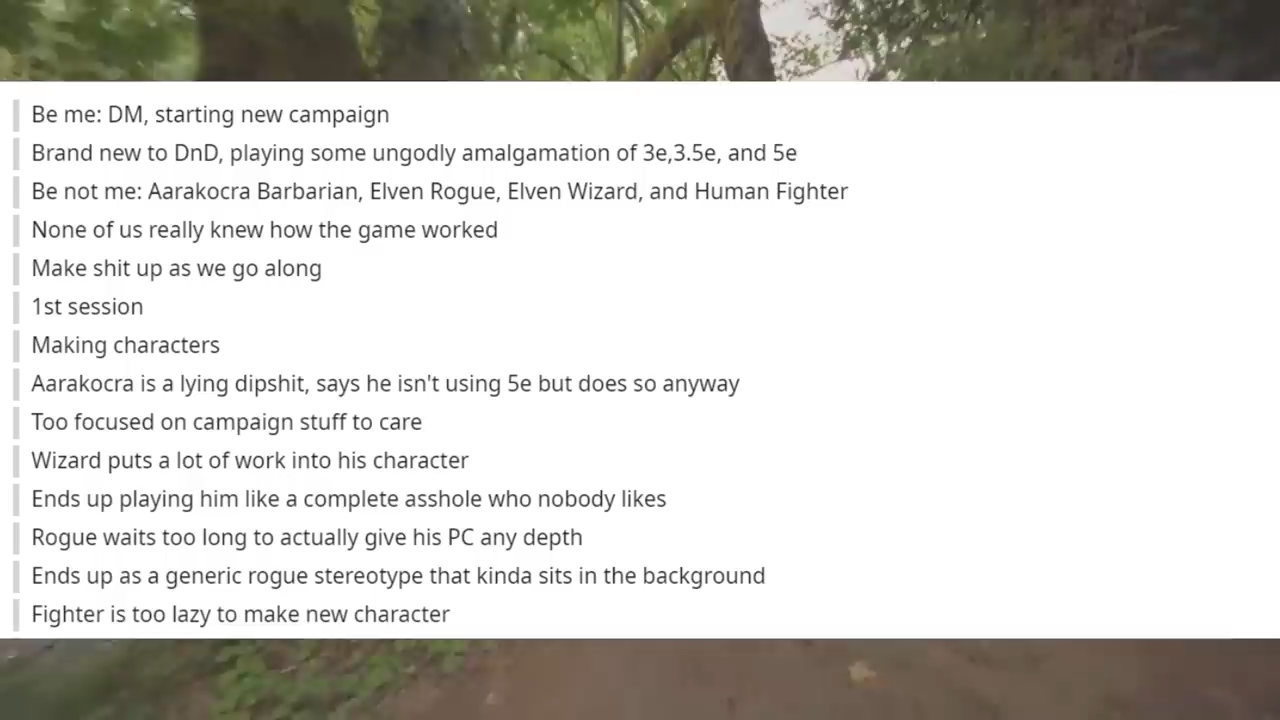 Be me: DM, starting new campaign
Brand new to DnD, playing some ungodly amalgamation of 3e,3.5e, and 5e
Be not me: Aarakocra Barbarian, Elven Rogue, Elven Wizard, and Human Fighter
None of us really knew how the game worked
Make shit up as we go along
1st session
Making characters
Aarakocra is a lying dipshit, says he isn't using 5e but does so anyway
Too focused on campaign stuff to care
Wizard puts a lot of work into his character
Ends up playing him like a complete asshole who nobody likes
Rogue waits too long to actually give his PC any depth
Ends up as a generic rogue stereotype that kinda sits in the background
Fighter is too lazy to make new character